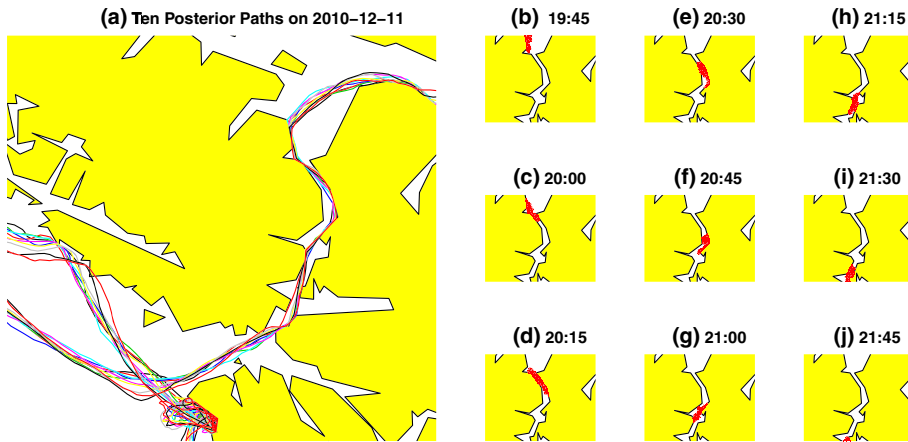 (a) Ten Posterior Paths on 2010−12−11
(b) 19:45
(e) 20:30
(h) 21:15
(c) 20:00
(f) 20:45
(i) 21:30
(d) 20:15
(g) 21:00
(j) 21:45